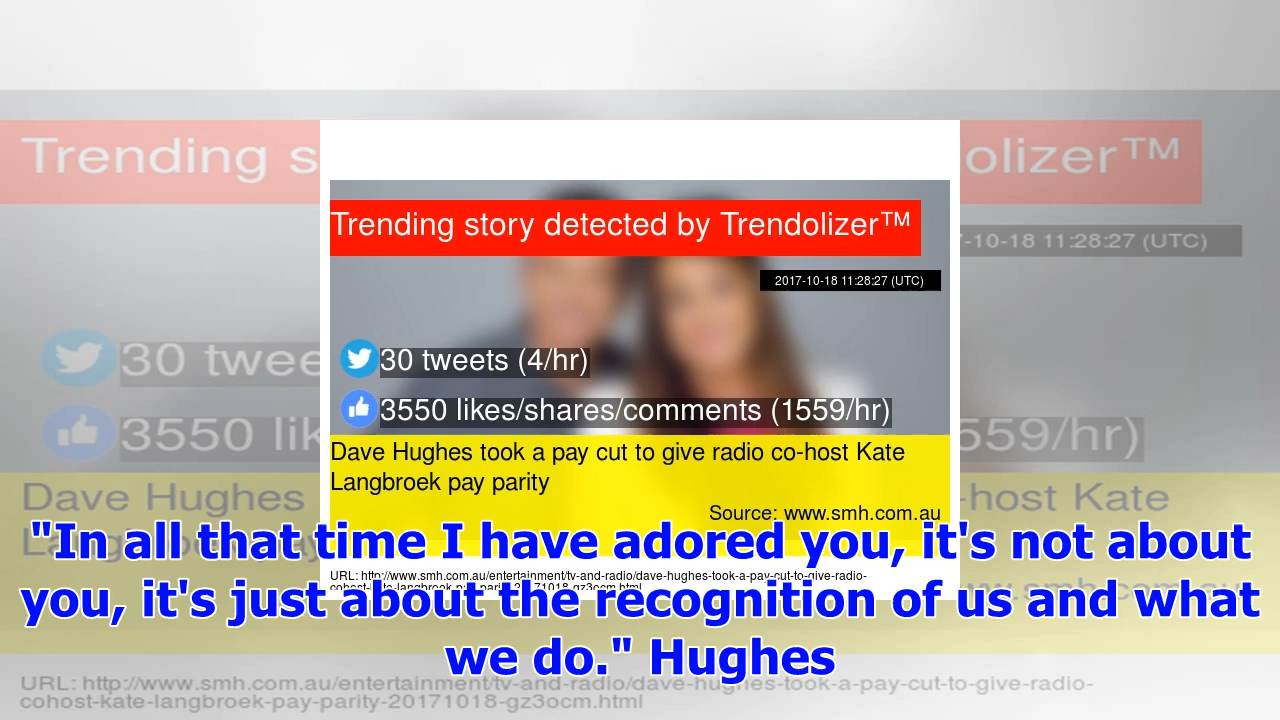 Trending story detected by Trendolizer™
2017-10-18 11:28:27 (UTC)
30 tweets (4/hr)
3550 likes/shares/comments (1559/hr)
Dave Hughes took a pay cut to give radio co-host Kate
Langbroek pay parity
Source: www.smh.com.au
"In all that time I have adored you, it's not about
you, it's just about the recognition of us and what
we do." Hughes
URL: http://www.smh.com.au/entertainment/tv-and-radio/dave-hughes-took-a-pay-cut-to-give-radio-
cohost-kate-langbroek-pay-parity-20171018-gz3ocm.html